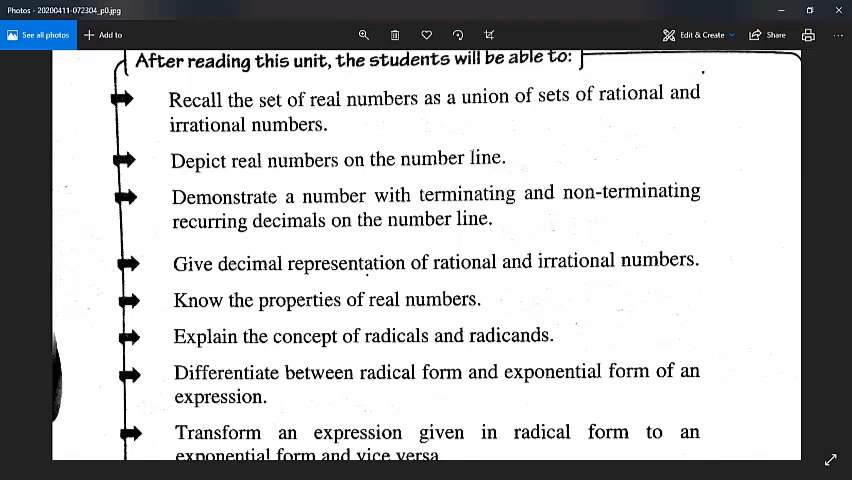 Photos - 20200411-072304_p0.jpg
See all photos
Add to
Edit & Create
Share
After reading this unit, the students will be able to:
Recall the set of real numbers as a union of sets of rational and
irrational numbers.
Depict real numbers on the number line.
Demonstrate a number with terminating and non-terminating
recurring decimals on the number line.
Give decimal representation of rational and irrational numbers.
Know the properties of real numbers.
Explain the concept of radicals and radicands.
Differentiate between radical form and exponential form of an
expression.
Transform an expression given in radical form to an
exponential form and vice versa